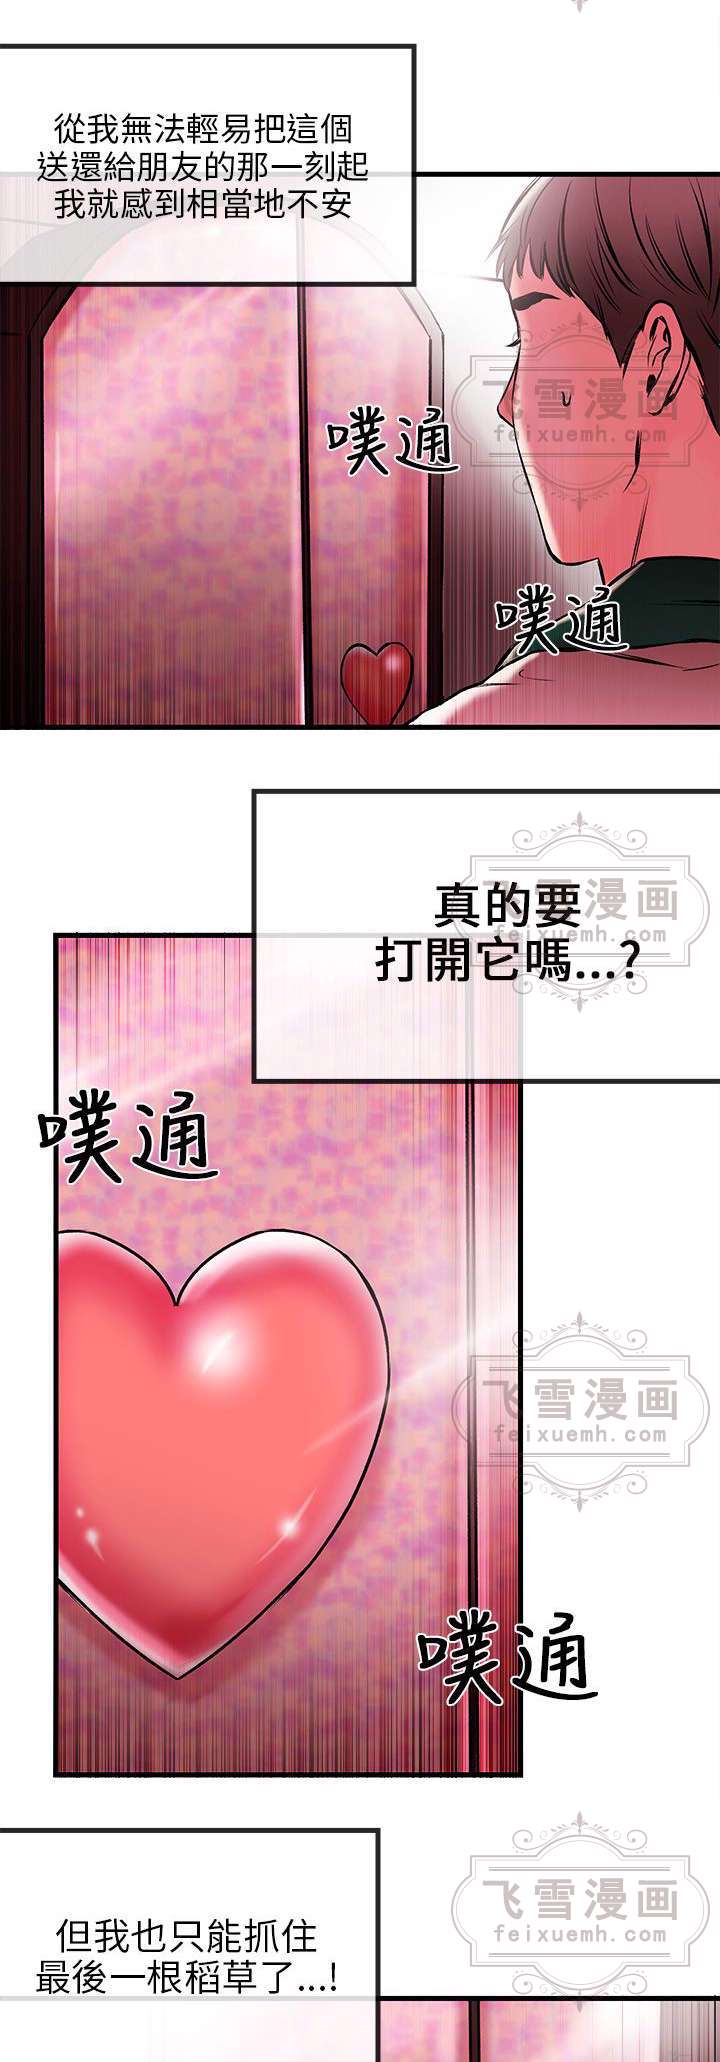 從我無法輕易把這個
送還給朋友的那一刻起
我就感到相當地不安
飞雪漫画
feixuemh.com
噗通
噗通
飞雪漫画
feixuemh.com
真的要
打開它嗎...?
噗通
飞雪漫画
feixuemh.com
噗通
飞雪漫画
feixuemh.com
但我也只能抓住
最後一根稻草了...!